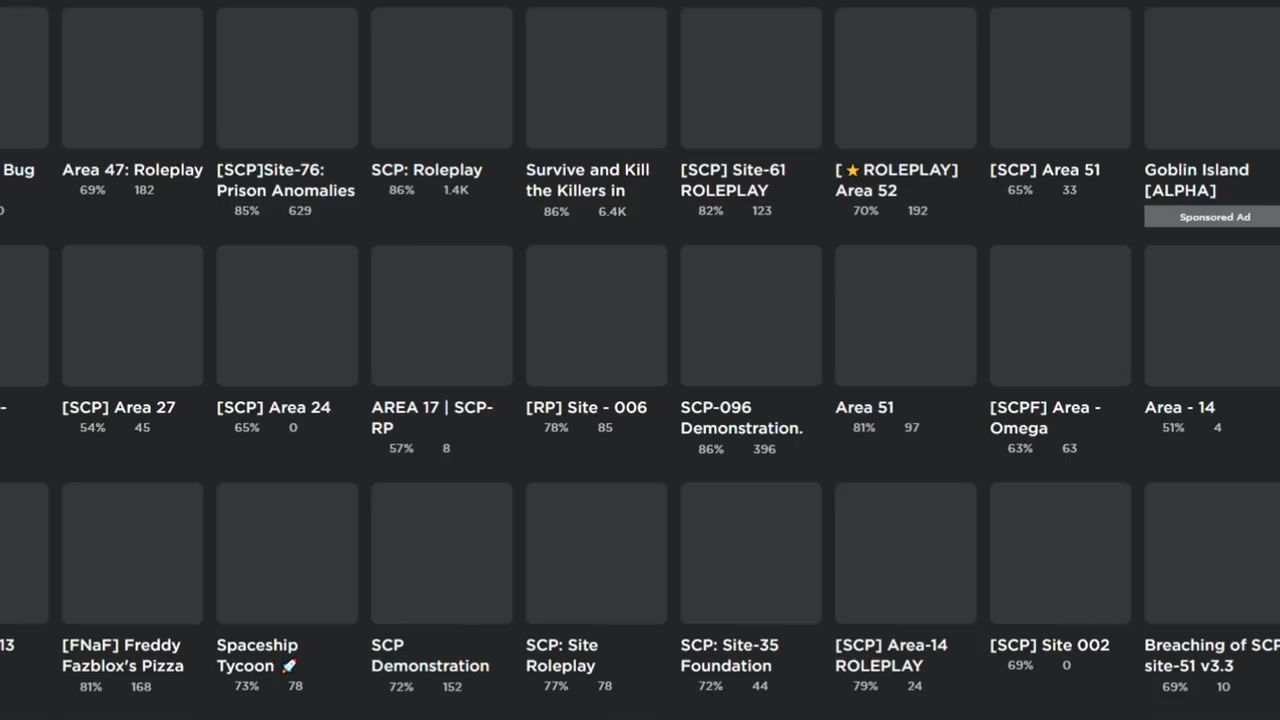 Bug
Area 47: Roleplay
69% 182
[SCP]Site-76:
Prison Anomalies
85% 629
SCP: Roleplay
86% 1.4K
Survive and Kill
the Killers in
86% 6.4K
[SCP] Site-61
ROLEPLAY
82% 123
[⭐ROLEPLAY]
Area 52
70% 192
[SCP] Area 51
65% 33
Goblin Island
[ALPHA]
Sponsored Ad
-
[SCP] Area 27
54% 45
[SCP] Area 24
65% 0
AREA 17 | SCP-
RP
57% 8
[RP] Site - 006
78% 85
SCP-096
Demonstration.
86% 396
Area 51
81% 97
[SCPF] Area -
Omega
63% 63
Area - 14
51% 4
13
[FNaF] Freddy
Fazblox's Pizza
81% 168
Spaceship
Tycoon 🚀
73% 78
SCP
Demonstration
72% 152
SCP: Site
Roleplay
77% 78
SCP: Site-35
Foundation
72% 44
[SCP] Area-14
ROLEPLAY
79% 24
[SCP] Site 002
69% 0
Breaching of SCP
site-51 v3.3
69% 10